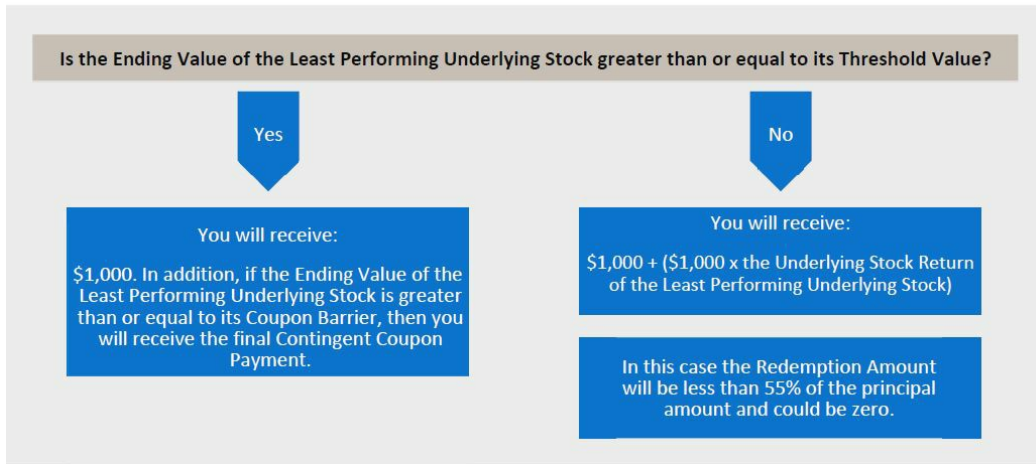 Is the Ending Value of the Least Performing Underlying Stock greater than or equal to its Threshold Value?
Yes
No
You will receive:
$1,000. In addition, if the Ending Value of the
Least Performing Underlying Stock is greater
than or equal to its Coupon Barrier, then you
will receive the final Contingent Coupon
Payment.
You will receive:
$1,000 + ($1,000 x the Underlying Stock Return
of the Least Performing Underlying Stock)
In this case the Redemption Amount
will be less than 55% of the principal
amount and could be zero.